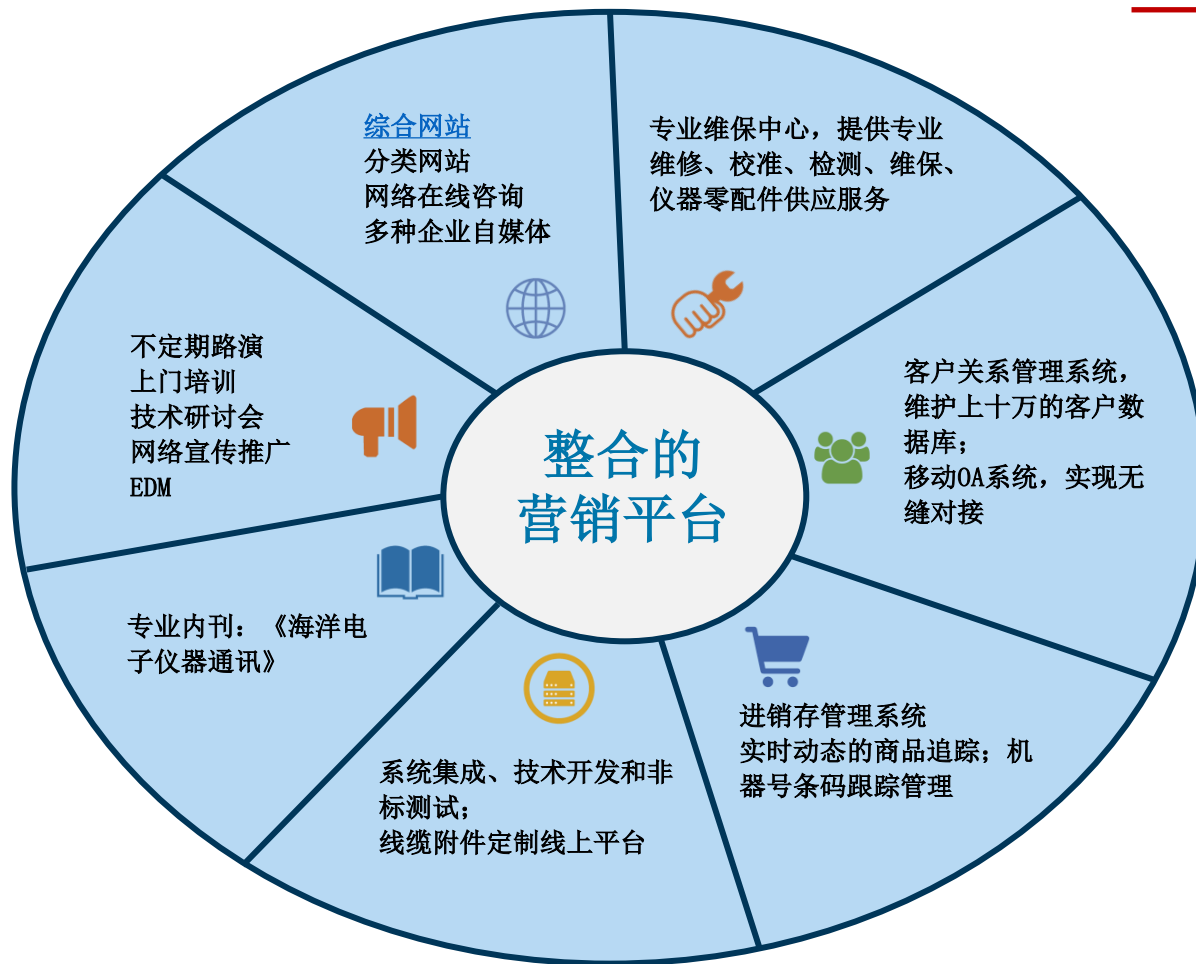 综合网站
分类网站
网络在线咨询
多种企业自媒体
专业维保中心，提供专业
维修、校准、检测、维保、
仪器零配件供应服务
不定期路演
上门培训
技术研讨会
网络宣传推广
EDM
客户关系管理系统，
维护上十万的客户数
据库；
移动OA系统，实现无
缝对接
整合的
营销平台
专业内刊：《海洋电
子仪器通讯》
系统集成、技术开发和非
标测试；
线缆附件定制线上平台
进销存管理系统
实时动态的商品追踪；机
器号条码跟踪管理